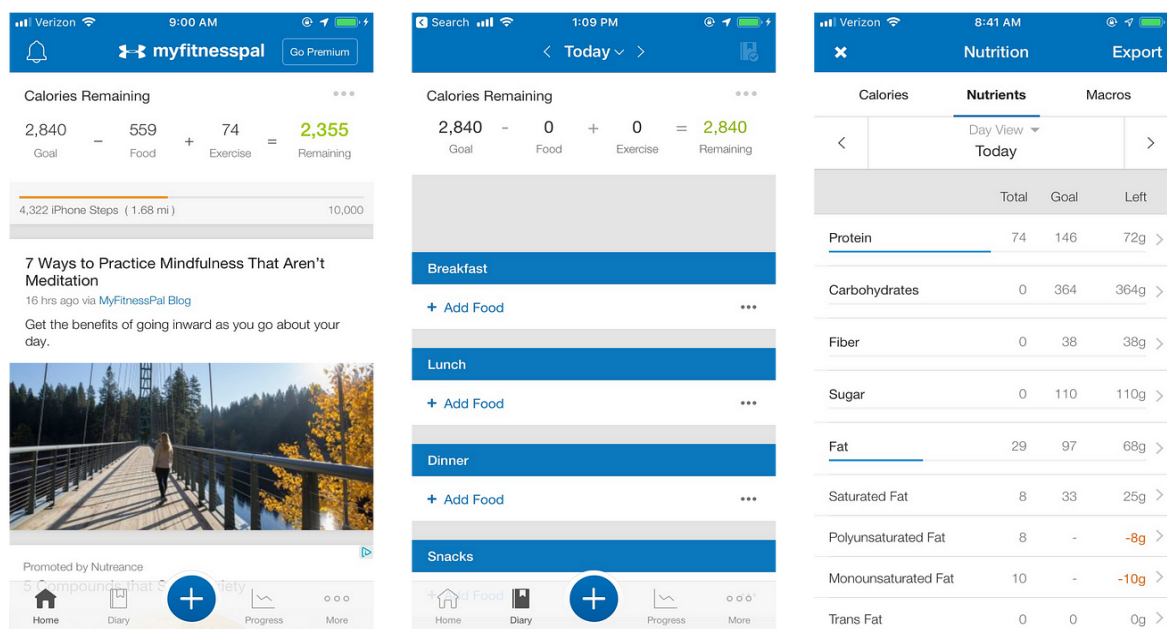 Verizon 9:00 AM
myfitnesspal Go Premium
Calories Remaining
2,840 - 559 + 74 = 2,355
Goal Food Exercise Remaining
4,322 iPhone Steps ( 1.68 mi ) 10,000
7 Ways to Practice Mindfulness That Aren't
Meditation
16 hrs ago via MyFitnessPal Blog
Get the benefits of going inward as you go about your
day.
Promoted by Nutreance
5 Compounds that
Home Diary + Progress More
Search 1:09 PM
< Today >
Calories Remaining
2,840 - 0 + 0 = 2,840
Goal Food Exercise Remaining
Breakfast
+ Add Food
Lunch
+ Add Food
Dinner
+ Add Food
Snacks
+ Add Food
Home Diary + Progress More
Verizon 8:41 AM
Nutrition Export
Calories Nutrients Macros
Day View
< Today >
Total Goal Left
Protein 74 146 72g
Carbohydrates 0 364 364g
Fiber 0 38 38g
Sugar 0 110 110g
Fat 29 97 68g
Saturated Fat 8 33 25g
Polyunsaturated Fat 8 - -8g
Monounsaturated Fat 10 - -10g
Trans Fat 0 0 0g